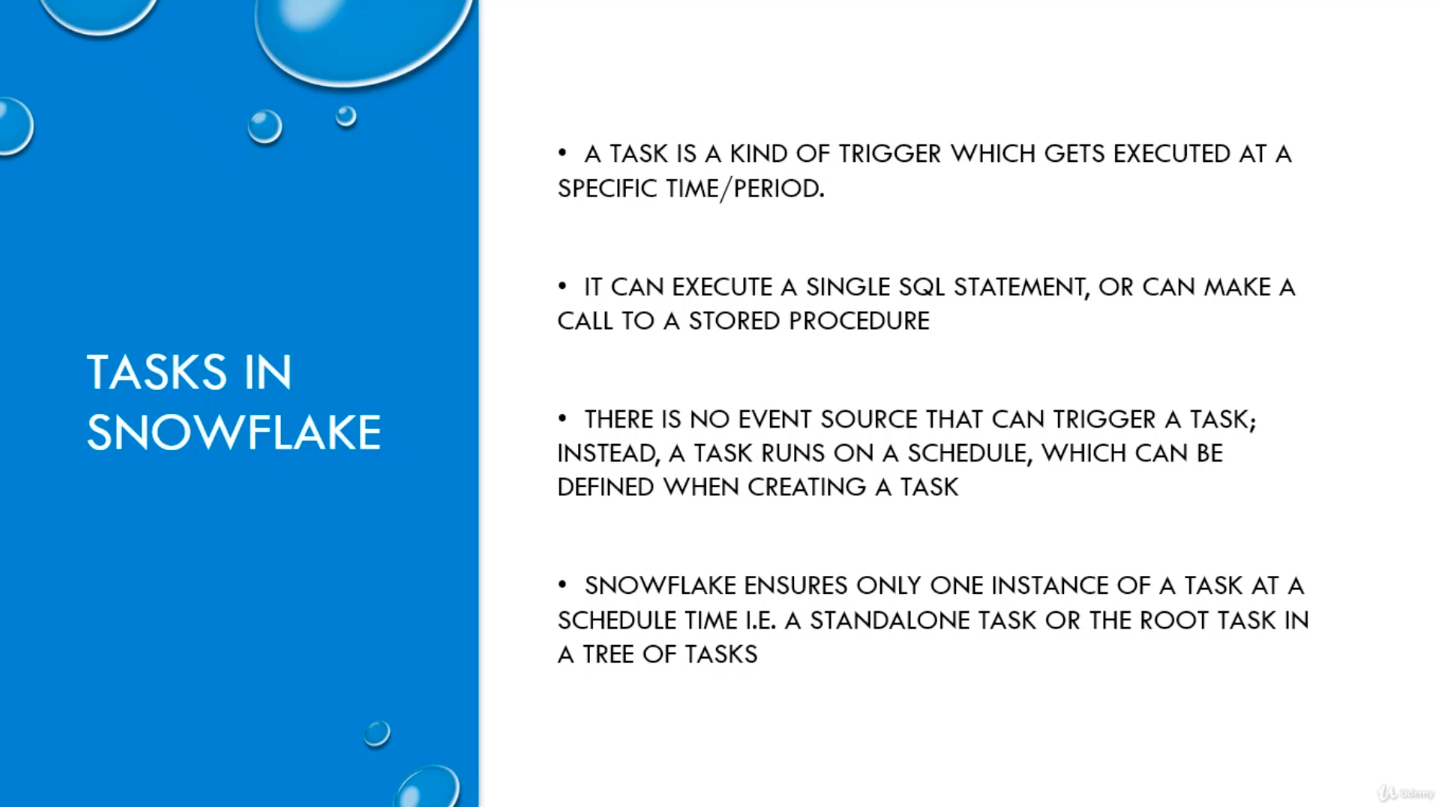 TASKS IN
SNOWFLAKE
• A TASK IS A KIND OF TRIGGER WHICH GETS EXECUTED AT A
SPECIFIC TIME/PERIOD.
• IT CAN EXECUTE A SINGLE SQL STATEMENT, OR CAN MAKE A
CALL TO A STORED PROCEDURE
• THERE IS NO EVENT SOURCE THAT CAN TRIGGER A TASK;
INSTEAD, A TASK RUNS ON A SCHEDULE, WHICH CAN BE
DEFINED WHEN CREATING A TASK
• SNOWFLAKE ENSURES ONLY ONE INSTANCE OF A TASK AT A
SCHEDULE TIME I.E. A STANDALONE TASK OR THE ROOT TASK IN
A TREE OF TASKS
Udemy